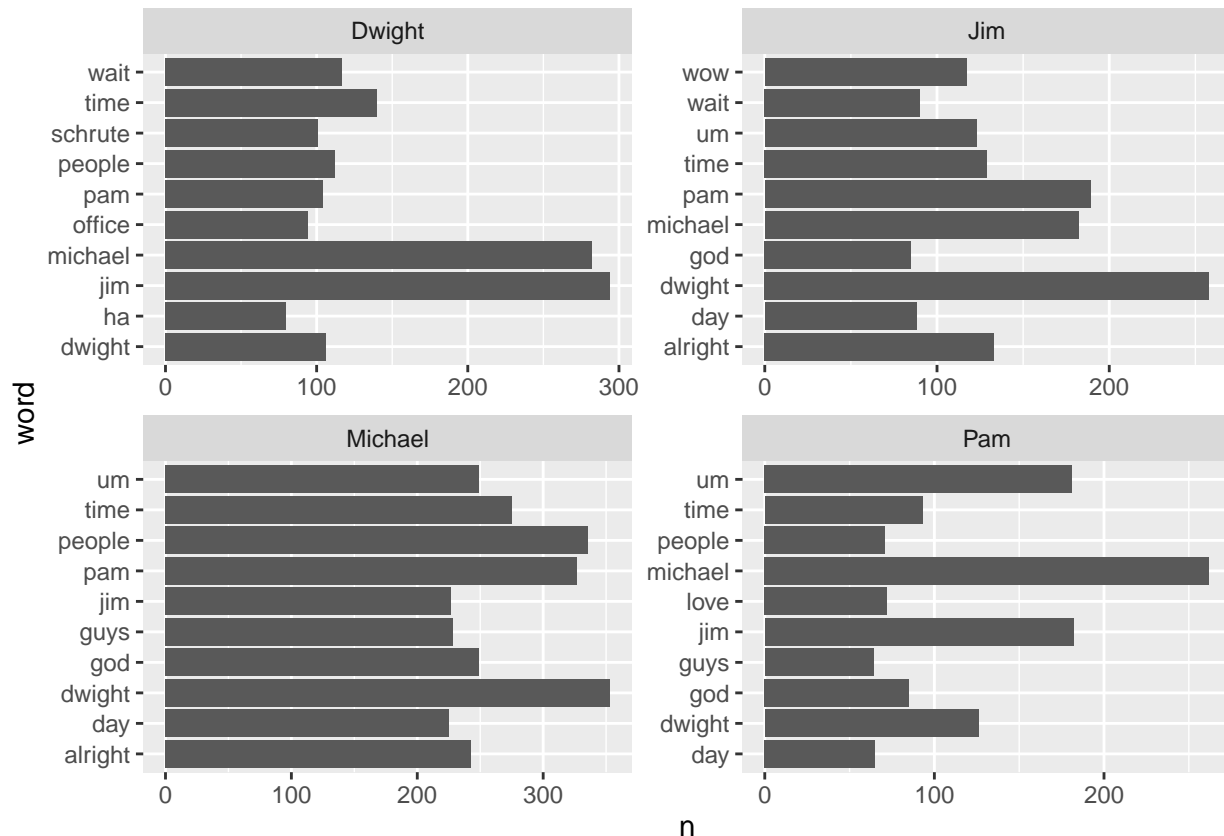 Dwight
wait
time
schrute
people
pam
office
michael
jim
ha
dwight
0 100 200 300
Jim
wow
wait
um
time
pam
michael
god
dwight
day
alright
0 100 200
Michael
um
time
people
pam
jim
guys
god
dwight
day
alright
0 100 200 300
Pam
um
time
people
michael
love
jim
guys
god
dwight
day
0 100 200
word
n